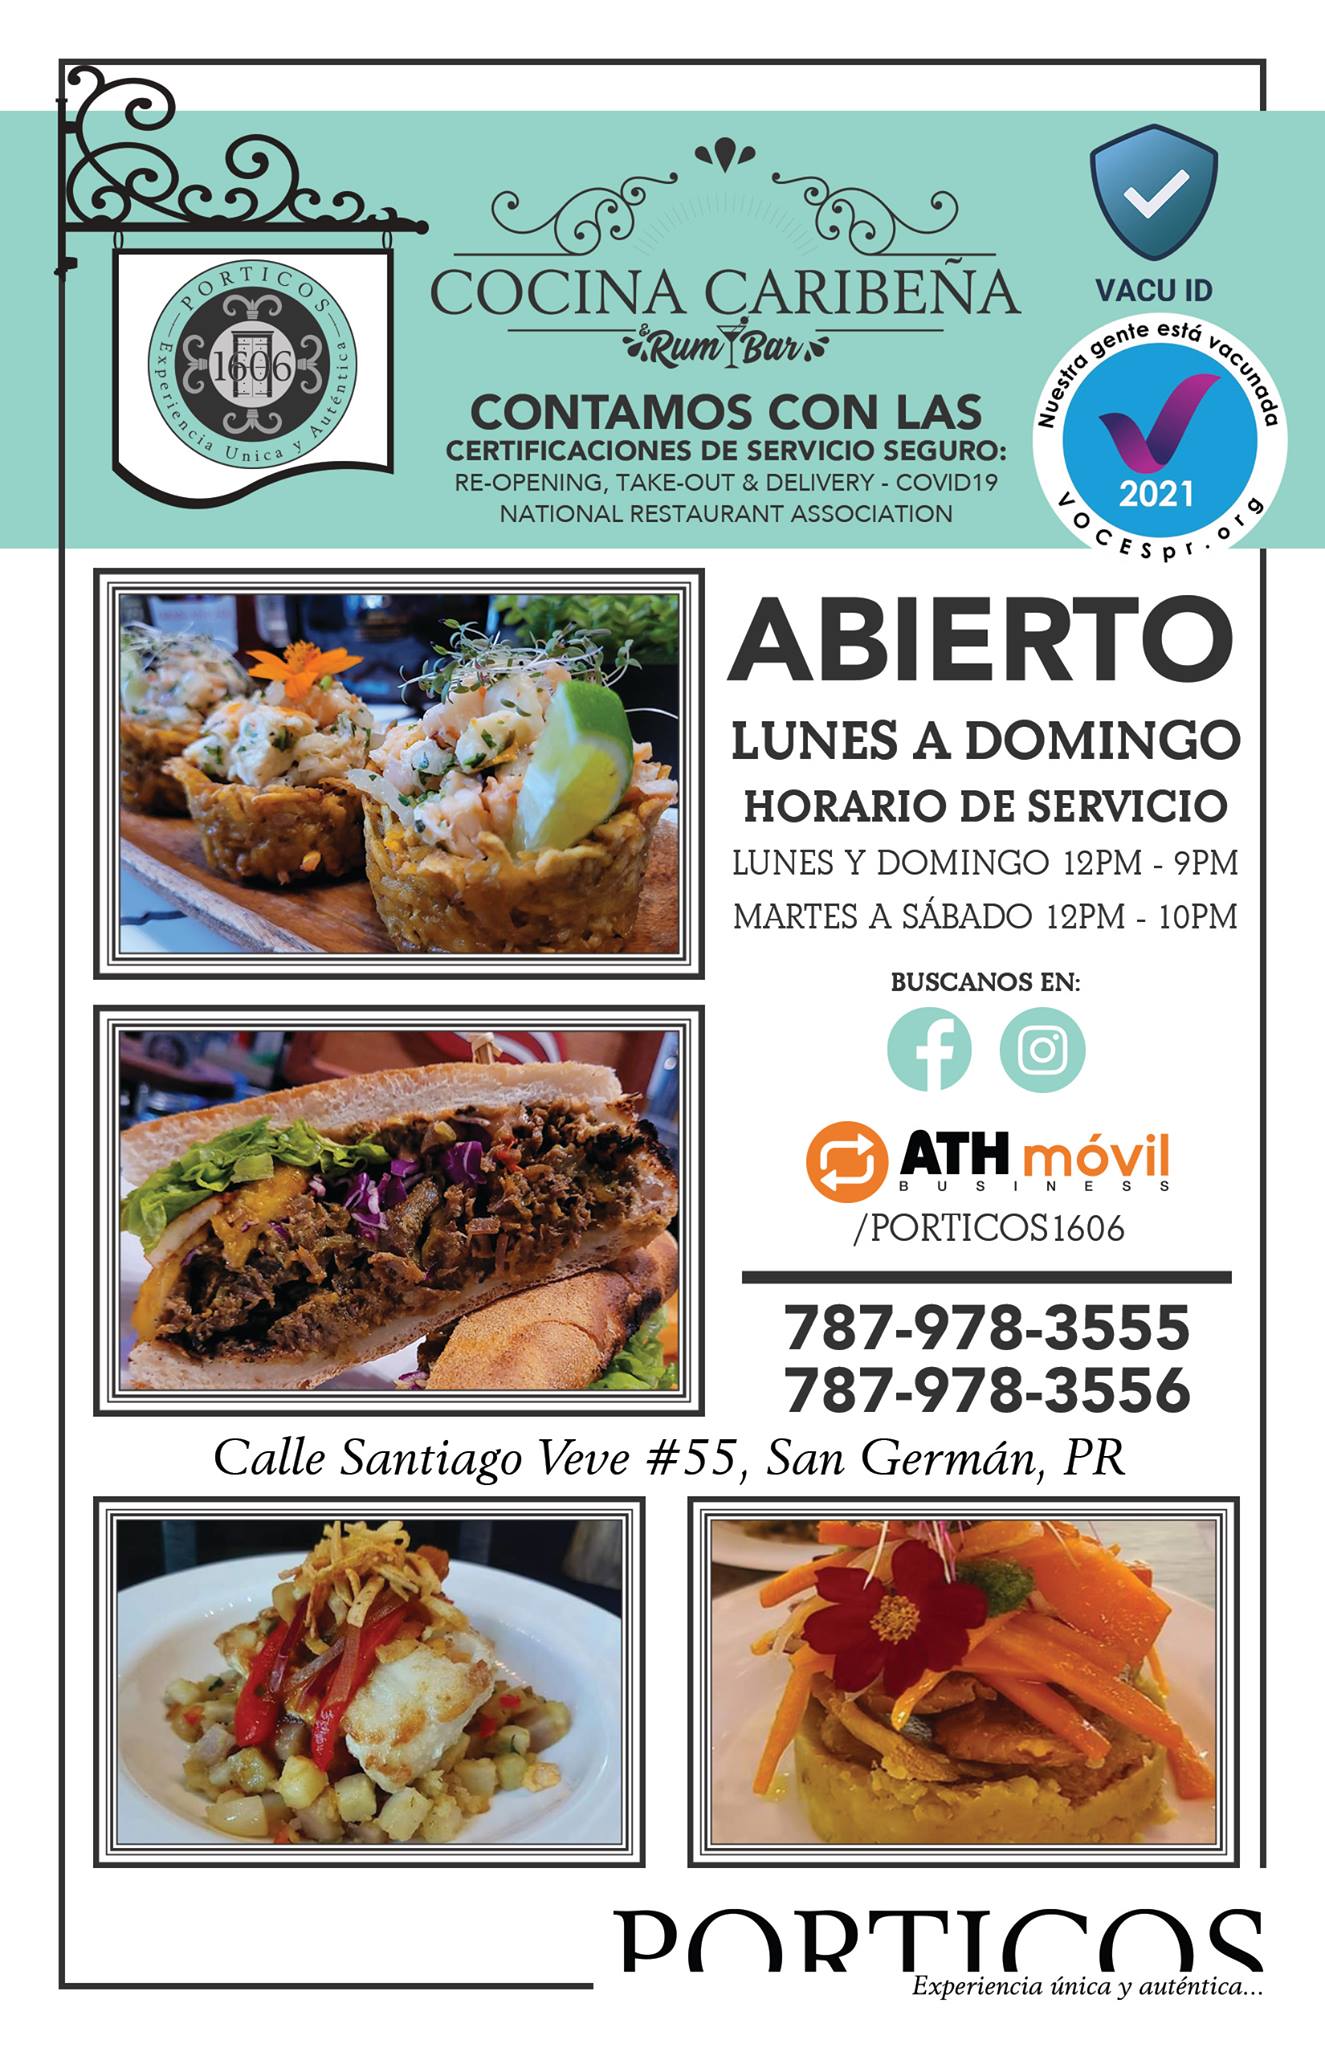 PORTICOS
1606
Experiencia Unica y Auténtica
COCINA CARIBEÑA
& Rum Bar
CONTAMOS CON LAS
CERTIFICACIONES DE SERVICIO SEGURO:
RE-OPENING, TAKE-OUT & DELIVERY - COVID19
NATIONAL RESTAURANT ASSOCIATION
VACU ID
Nuestra gente está vacunada
2021
VOCESpr.org
ABIERTO
LUNES A DOMINGO
HORARIO DE SERVICIO
LUNES Y DOMINGO 12PM - 9PM
MARTES A SÁBADO 12PM - 10PM
BUSCANOS EN:
ATH móvil
BUSINESS
/PORTICOS1606
787-978-3555
787-978-3556
Calle Santiago Veve #55, San Germán, PR
PORTICOS
Experiencia única y auténtica...